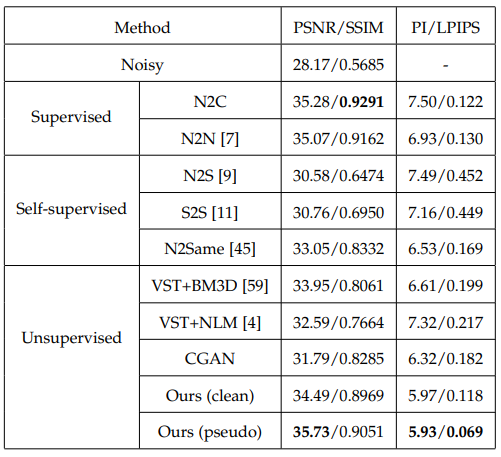 Method PSNR/SSIM PI/LPIPS
Noisy 28.17/0.5685 -
Supervised N2C 35.28/0.9291 7.50/0.122
N2N [7] 35.07/0.9162 6.93/0.130
Self-supervised N2S [9] 30.58/0.6474 7.49/0.452
S2S [11] 30.76/0.6950 7.16/0.449
N2Same [45] 33.05/0.8332 6.53/0.169
Unsupervised VST+BM3D [59] 33.95/0.8061 6.61/0.199
VST+NLM [4] 32.59/0.7664 7.32/0.217
CGAN 31.79/0.8285 6.32/0.182
Ours (clean) 34.49/0.8969 5.97/0.118
Ours (pseudo) 35.73/0.9051 5.93/0.069